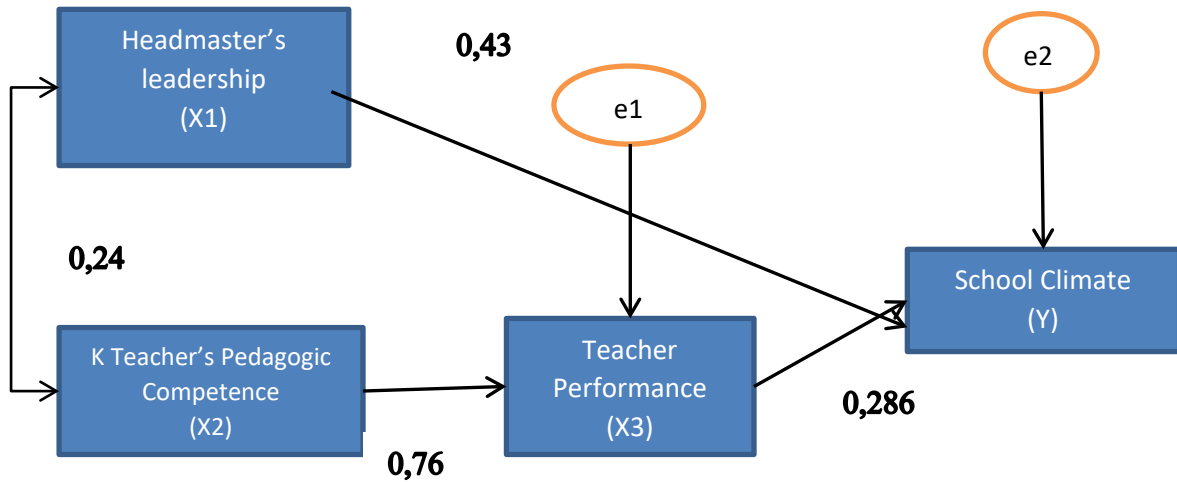 Headmaster’s
leadership
(X1)
0,43
e1
e2
0,24
School Climate
(Y)
K Teacher’s Pedagogic
Competence
(X2)
Teacher
Performance
(X3)
0,286
0,76